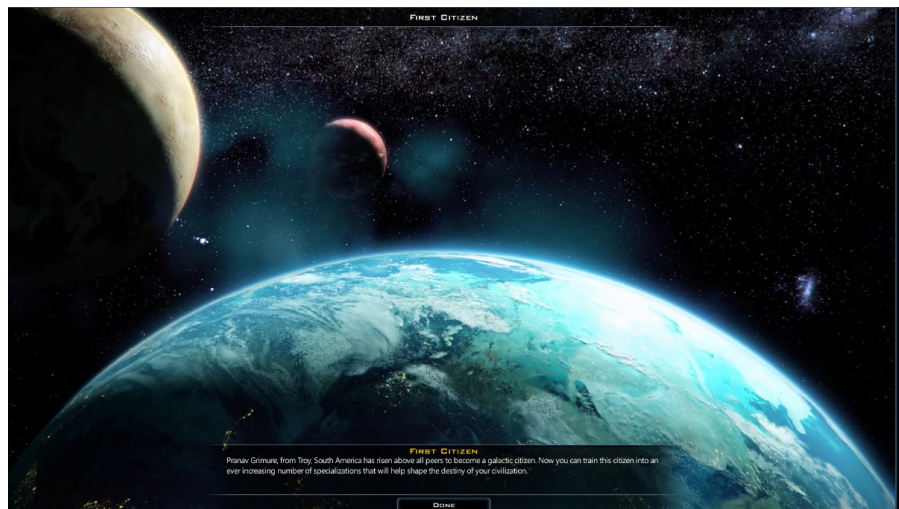 First Citizen
First Citizen
Pranav Grimure, from Troy, South America has risen above all peers to become a galactic citizen. Now you can train this citizen into an
ever increasing number of specializations that will help shape the destiny of your civilization.
Done